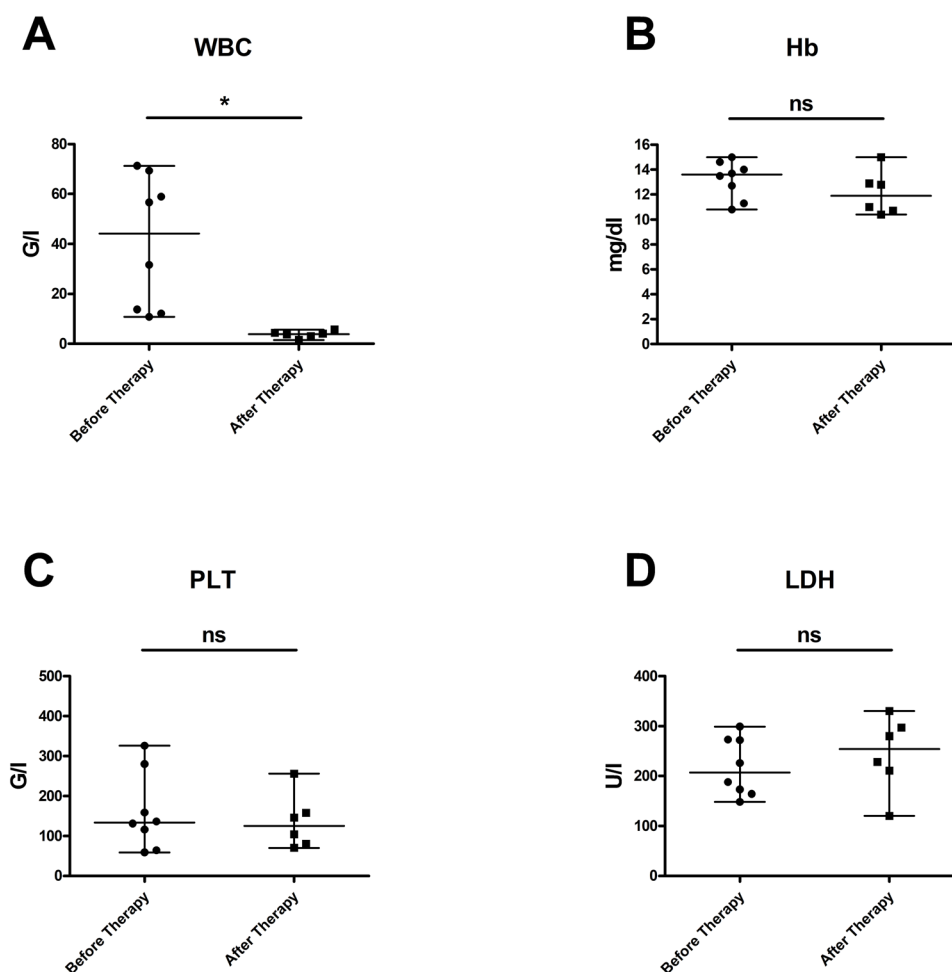 A
WBC
*
80
60
40
20
0
G/l
Before Therapy
After Therapy
B
Hb
ns
16
14
12
10
8
6
4
2
0
mg/dl
Before Therapy
After Therapy
C
PLT
ns
500
400
300
200
100
0
G/l
Before Therapy
After Therapy
D
LDH
ns
400
300
200
100
0
U/l
Before Therapy
After Therapy